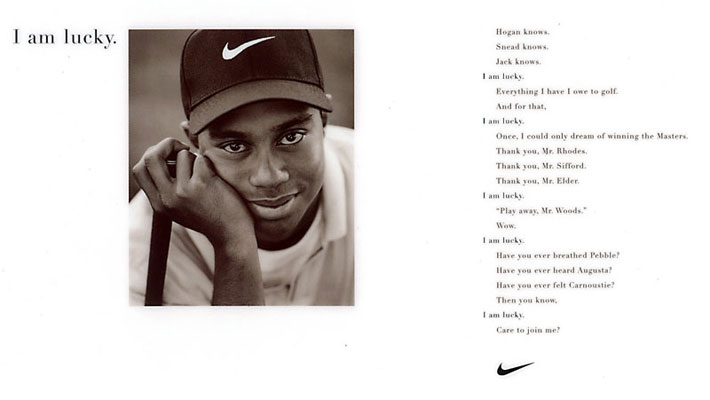 I am lucky.
Hogan knows.
Snead knows.
Jack knows.
I am lucky.
Everything I have I owe to golf.
And for that,
I am lucky.
Once, I could only dream of winning the Masters.
Thank you, Mr. Rhodes.
Thank you, Mr. Sifford.
Thank you, Mr. Elder.
I am lucky.
“Play away, Mr. Woods.”
Wow.
I am lucky.
Have you ever breathed Pebble?
Have you ever heard Augusta?
Have you ever felt Carnoustie?
Then you know,
I am lucky.
Care to join me?